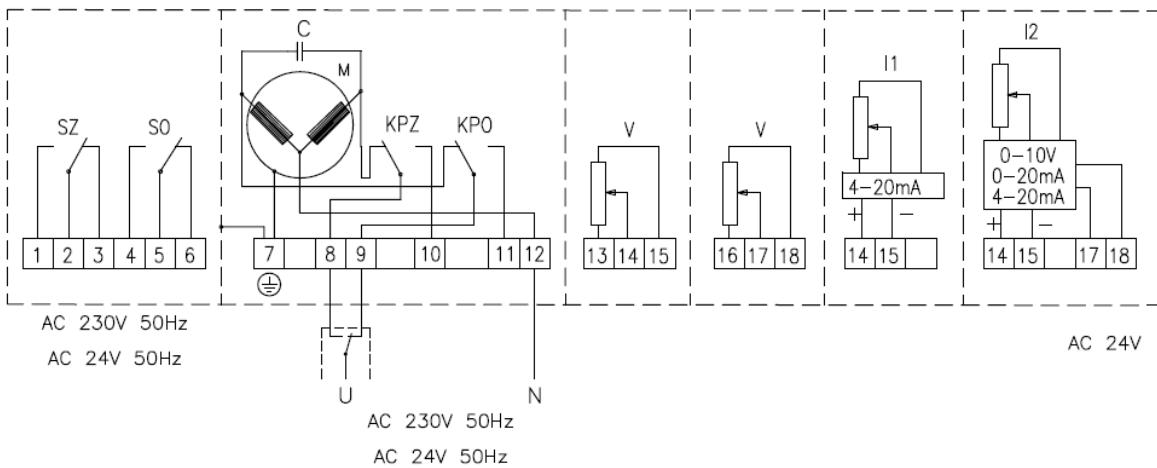 C
I2
M
I1
SZ
SO
KPZ
KPO
V
V
0-10V
0-20mA
4-20mA
4-20mA
+ -
+ -
1 2 3 4 5 6
7 8 9 10 11 12
13 14 15
16 17 18
14 15
14 15 17 18
AC 230V 50Hz
AC 24V 50Hz
AC 24V
U
N
AC 230V 50Hz
AC 24V 50Hz